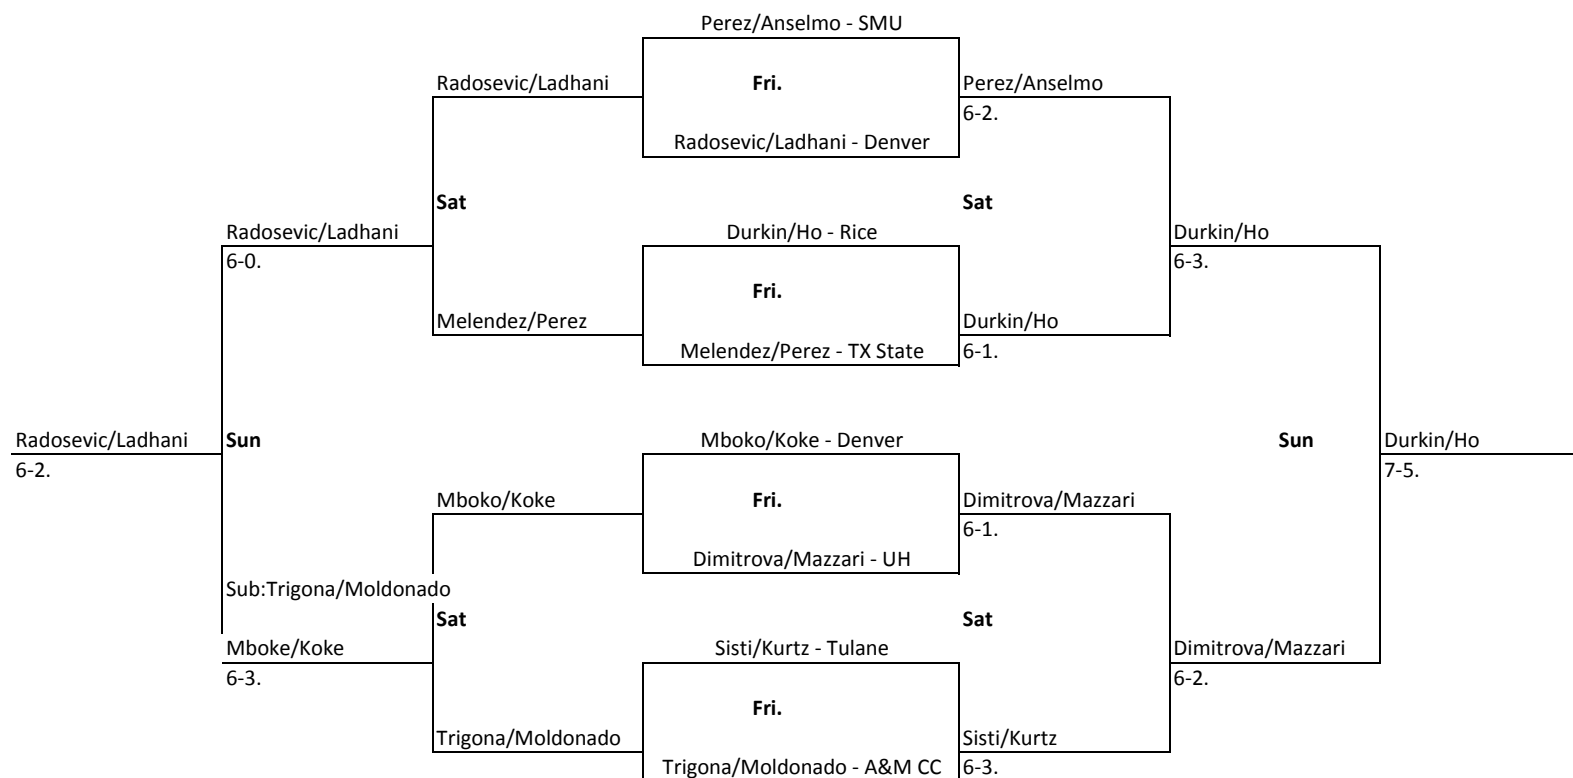 Perez/Anselmo - SMU
Radosevic/Ladhani Fri. Perez/Anselmo
6-2.
Radosevic/Ladhani - Denver
Sat Sat
Radosevic/Ladhani Durkin/Ho - Rice Durkin/Ho
6-0. 6-3.
Fri.
Melendez/Perez Durkin/Ho
Melendez/Perez - TX State 6-1.
Radosevic/Ladhani Sun Mboko/Koke - Denver Sun Durkin/Ho
6-2. 7-5.
Mboko/Koke Fri. Dimitrova/Mazzari
6-1.
Dimitrova/Mazzari - UH
Sub:Trigona/Moldonado
Sat Sat
Mboke/Koke Sisti/Kurtz - Tulane Dimitrova/Mazzari
6-3. 6-2.
Fri.
Trigona/Moldonado Sisti/Kurtz
Trigona/Moldonado - A&M CC 6-3.